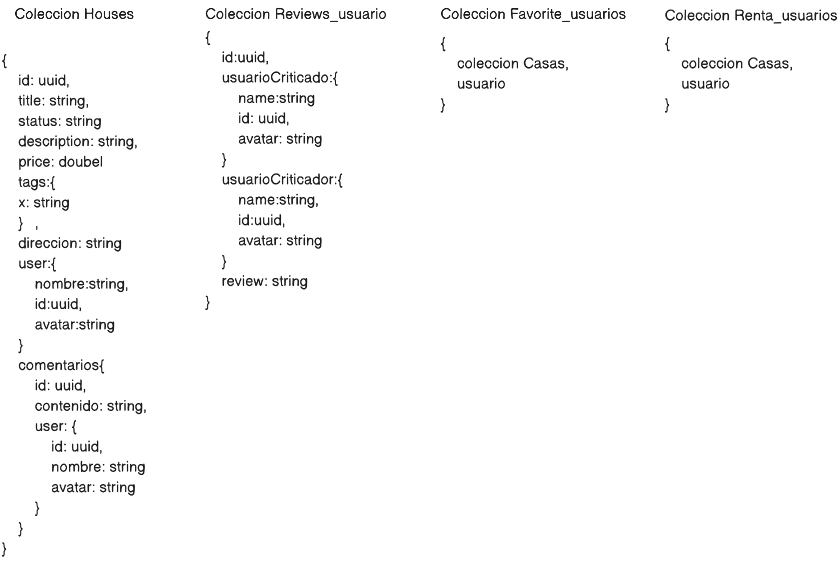 Coleccion Houses
{
id: uuid,
title: string,
status: string
description: string,
price: doubel
tags:{
x: string
} ,
direccion: string
user:{
nombre:string,
id:uuid,
avatar:string
}
comentarios{
id: uuid,
contenido: string,
user: {
id: uuid,
nombre: string
avatar: string
}
}
}
Coleccion Reviews_usuario
{
id:uuid,
usuarioCriticado:{
name:string
id: uuid,
avatar: string
}
usuarioCriticador:{
name:string,
id:uuid,
avatar: string
}
review: string
}
Coleccion Favorite_usuarios
{
coleccion Casas,
usuario
}
Coleccion Renta_usuarios
{
coleccion Casas,
usuario
}